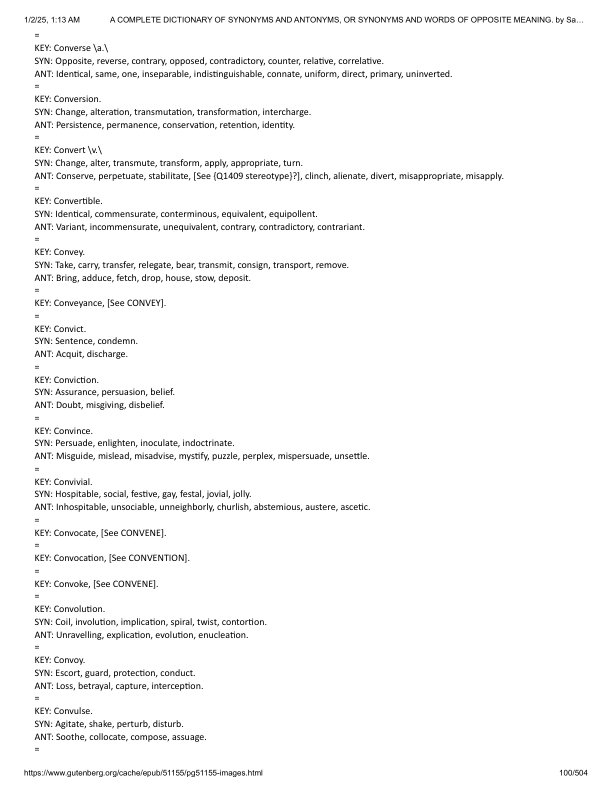 1/2/25, 1:13 AM A COMPLETE DICTIONARY OF SYNONYMS AND ANTONYMS, OR SYNONYMS AND WORDS OF OPPOSITE MEANING. by Sa…
=
KEY: Converse \a.\
SYN: Opposite, reverse, contrary, opposed, contradictory, counter, relative, correlative.
ANT: Identical, same, one, inseparable, indistinguishable, connate, uniform, direct, primary, uninverted.
=
KEY: Conversion.
SYN: Change, alteration, transmutation, transformation, intercharge.
ANT: Persistence, permanence, conservation, retention, identity.
=
KEY: Convert \v.\
SYN: Change, alter, transmute, transform, apply, appropriate, turn.
ANT: Conserve, perpetuate, stabilitate, [See {Q1409 stereotype}?], clinch, alienate, divert, misappropriate, misapply.
=
KEY: Convertible.
SYN: Identical, commensurate, conterminous, equivalent, equipollent.
ANT: Variant, incommensurate, unequivalent, contrary, contradictory, contrariant.
=
KEY: Convey.
SYN: Take, carry, transfer, relegate, bear, transmit, consign, transport, remove.
ANT: Bring, adduce, fetch, drop, house, stow, deposit.
=
KEY: Conveyance, [See CONVEY].
=
KEY: Convict.
SYN: Sentence, condemn.
ANT: Acquit, discharge.
=
KEY: Conviction.
SYN: Assurance, persuasion, belief.
ANT: Doubt, misgiving, disbelief.
=
KEY: Convince.
SYN: Persuade, enlighten, inoculate, indoctrinate.
ANT: Misguide, mislead, misadvise, mystify, puzzle, perplex, mispersuade, unsettle.
=
KEY: Convivial.
SYN: Hospitable, social, festive, gay, festal, jovial, jolly.
ANT: Inhospitable, unsociable, unneighborly, churlish, abstemious, austere, ascetic.
=
KEY: Convocate, [See CONVENE].
=
KEY: Convocation, [See CONVENTION].
=
KEY: Convoke, [See CONVENE].
=
KEY: Convolution.
SYN: Coil, involution, implication, spiral, twist, contortion.
ANT: Unravelling, explication, evolution, enucleation.
=
KEY: Convoy.
SYN: Escort, guard, protection, conduct.
ANT: Loss, betrayal, capture, interception.
=
KEY: Convulse.
SYN: Agitate, shake, perturb, disturb.
ANT: Soothe, collocate, compose, assuage.
=
https://www.gutenberg.org/cache/epub/51155/pg51155-images.html 100/504